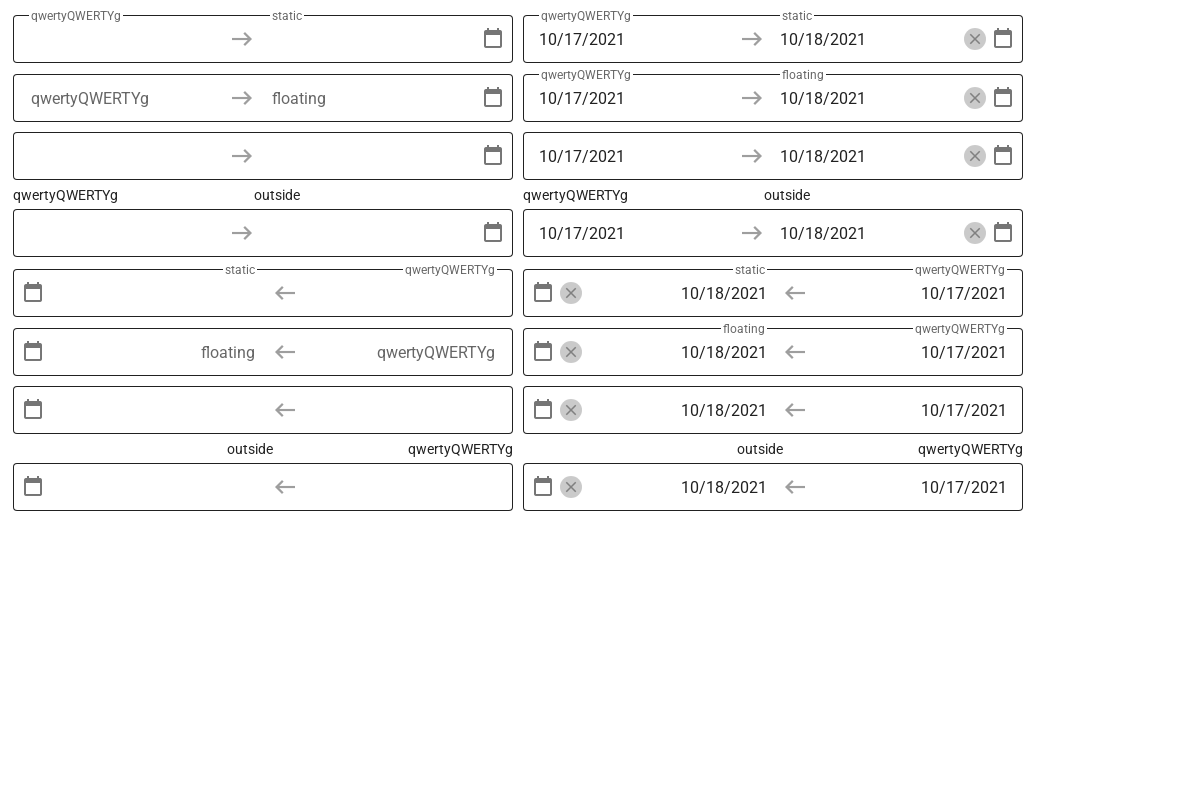 qwertyQWERTYg static qwertyQWERTYg static
10/17/2021 10/18/2021
qwertyQWERTYg floating
qwertyQWERTYg floating 10/17/2021 10/18/2021
10/17/2021 10/18/2021
qwertyQWERTYg outside qwertyQWERTYg outside
10/17/2021 10/18/2021
static qwertyQWERTYg static qwertyQWERTYg
10/18/2021 10/17/2021
floating qwertyQWERTYg
floating qwertyQWERTYg 10/18/2021 10/17/2021
10/18/2021 10/17/2021
outside qwertyQWERTYg outside qwertyQWERTYg
10/18/2021 10/17/2021